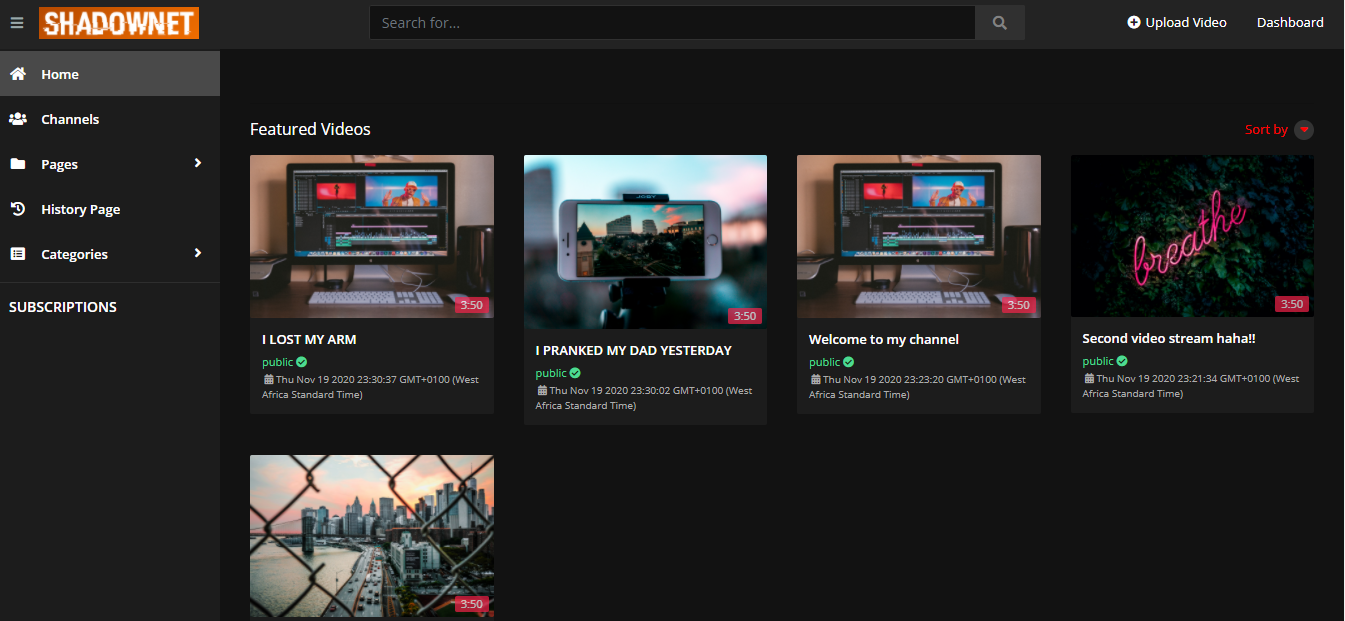 SHADOWNET
Search for...
Upload Video
Dashboard
Home
Channels
Pages
History Page
Categories
SUBSCRIPTIONS
Featured Videos
Sort by
3:50
I LOST MY ARM
public
Thu Nov 19 2020 23:30:37 GMT+0100 (West
Africa Standard Time)
JOBY
3:50
I PRANKED MY DAD YESTERDAY
public
Thu Nov 19 2020 23:30:02 GMT+0100 (West
Africa Standard Time)
3:50
Welcome to my channel
public
Thu Nov 19 2020 23:23:20 GMT+0100 (West
Africa Standard Time)
breathe
3:50
Second video stream haha!!
public
Thu Nov 19 2020 23:21:34 GMT+0100 (West
Africa Standard Time)
3:50